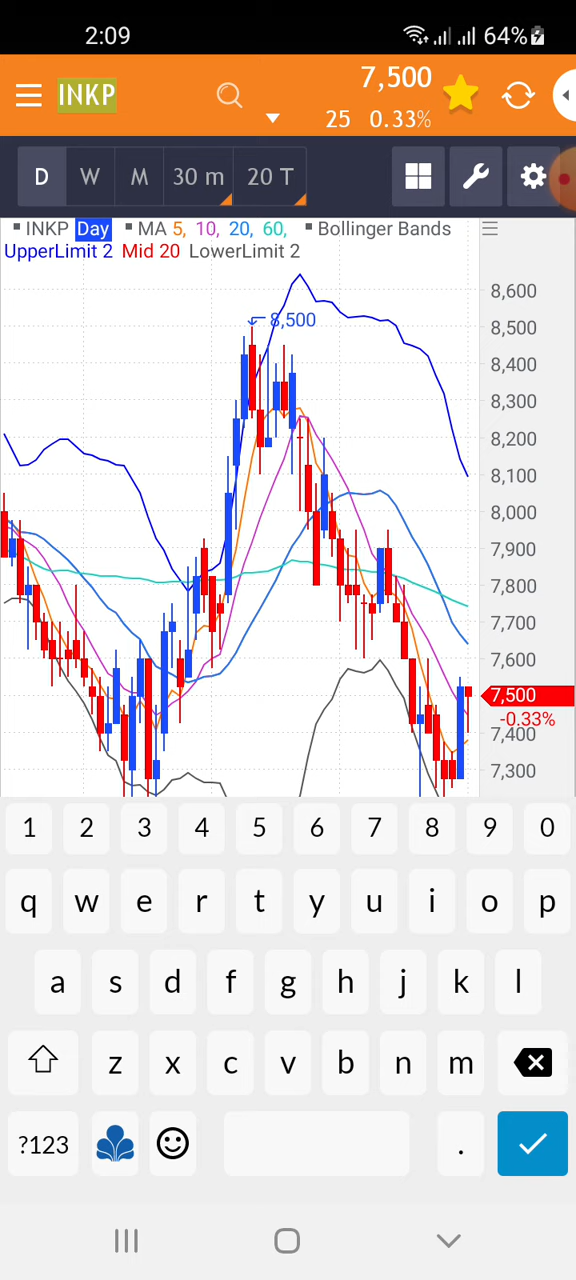 2:09 64%
INKP 7,500
25 0.33%
D W M 30 m 20 T
INKP Day MA 5, 10, 20, 60, Bollinger Bands
UpperLimit 2 Mid 20 LowerLimit 2
8,600
8,500 8,500
8,400
8,300
8,200
8,100
8,000
7,900
7,800
7,700
7,600
7,500
-0.33%
7,400
7,300
1 2 3 4 5 6 7 8 9 0
q w e r t y u i o p
a s d f g h j k l
z x c v b n m
?123 .